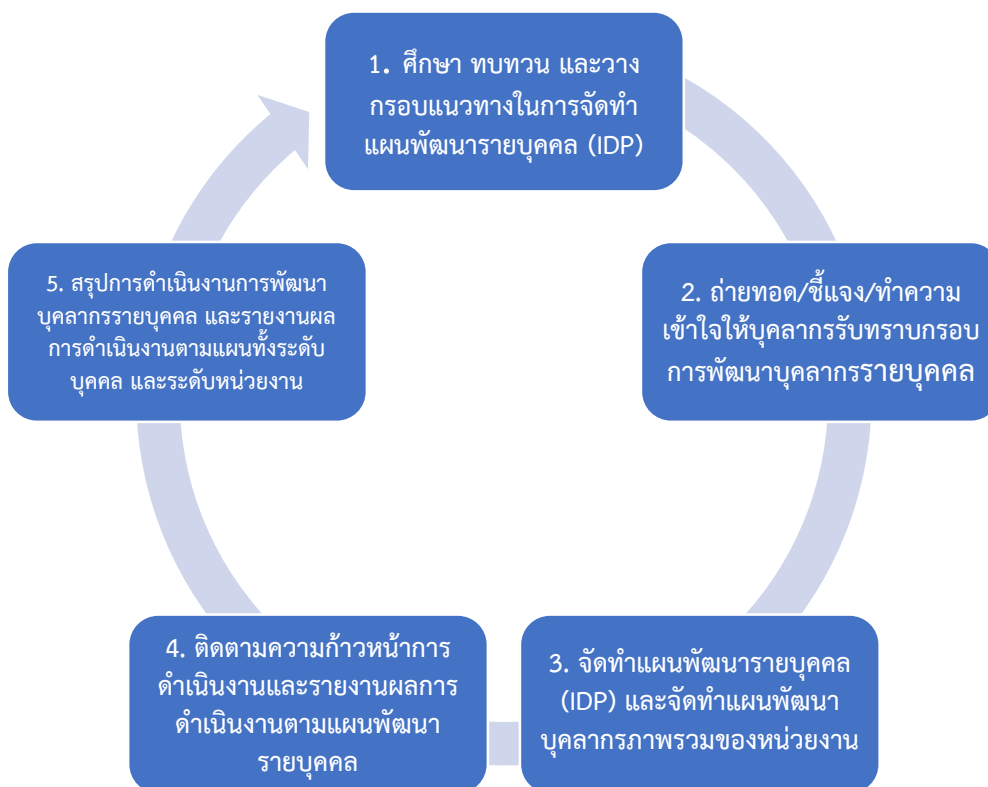 1. ศึกษา ทบทวน และวาง
กรอบแนวทางในการจัดทำ
แผนพัฒนารายบุคคล (IDP)
2. ถ่ายทอด/ชี้แจง/ทำความ
เข้าใจให้บุคลากรรับทราบกรอบ
การพัฒนาบุคลากรรายบุคคล
3. จัดทำแผนพัฒนารายบุคคล
(IDP) และจัดทำแผนพัฒนา
บุคลากรภาพรวมของหน่วยงาน
4. ติดตามความก้าวหน้าการ
ดำเนินงานและรายงานผลการ
ดำเนินงานตามแผนพัฒนา
รายบุคคล
5. สรุปการดำเนินงานการพัฒนา
บุคลากรรายบุคคล และรายงานผล
การดำเนินงานตามแผนทั้งระดับ
บุคคล และระดับหน่วยงาน